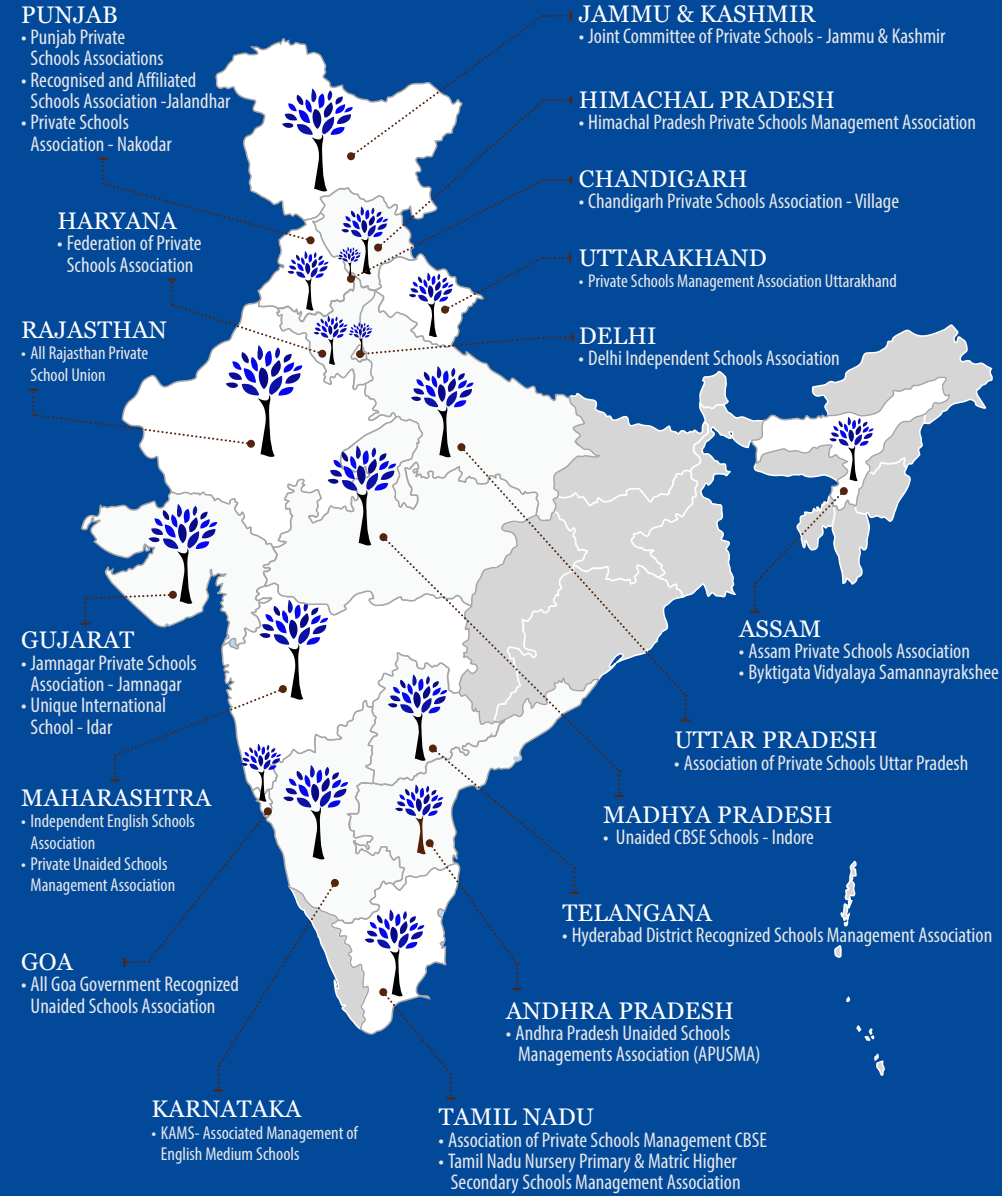 PUNJAB
• Punjab Private
Schools Associations
• Recognised and Affiliated
Schools Association -Jalandhar
• Private Schools
Association - Nakodar
HARYANA
• Federation of Private
Schools Association
RAJASTHAN
• All Rajasthan Private
School Union
GUJARAT
• Jamnagar Private Schools
Association - Jamnagar
• Unique International
School - Idar
MAHARASHTRA
• Independent English Schools
Association
• Private Unaided Schools
Management Association
GOA
• All Goa Government Recognized
Unaided Schools Association
KARNATAKA
• KAMS- Associated Management of
English Medium Schools
JAMMU & KASHMIR
• Joint Committee of Private Schools - Jammu & Kashmir
HIMACHAL PRADESH
• Himachal Pradesh Private Schools Management Association
CHANDIGARH
• Chandigarh Private Schools Association - Village
UTTARAKHAND
• Private Schools Management Association Uttarakhand
DELHI
• Delhi Independent Schools Association
ASSAM
• Assam Private Schools Association
• Byktigata Vidyalaya Samannayrakshee
UTTAR PRADESH
• Association of Private Schools Uttar Pradesh
MADHYA PRADESH
• Unaided CBSE Schools - Indore
TELANGANA
• Hyderabad District Recognized Schools Management Association
ANDHRA PRADESH
• Andhra Pradesh Unaided Schools
Managements Association (APUSMA)
TAMIL NADU
• Association of Private Schools Management CBSE
• Tamil Nadu Nursery Primary & Matric Higher
Secondary Schools Management Association